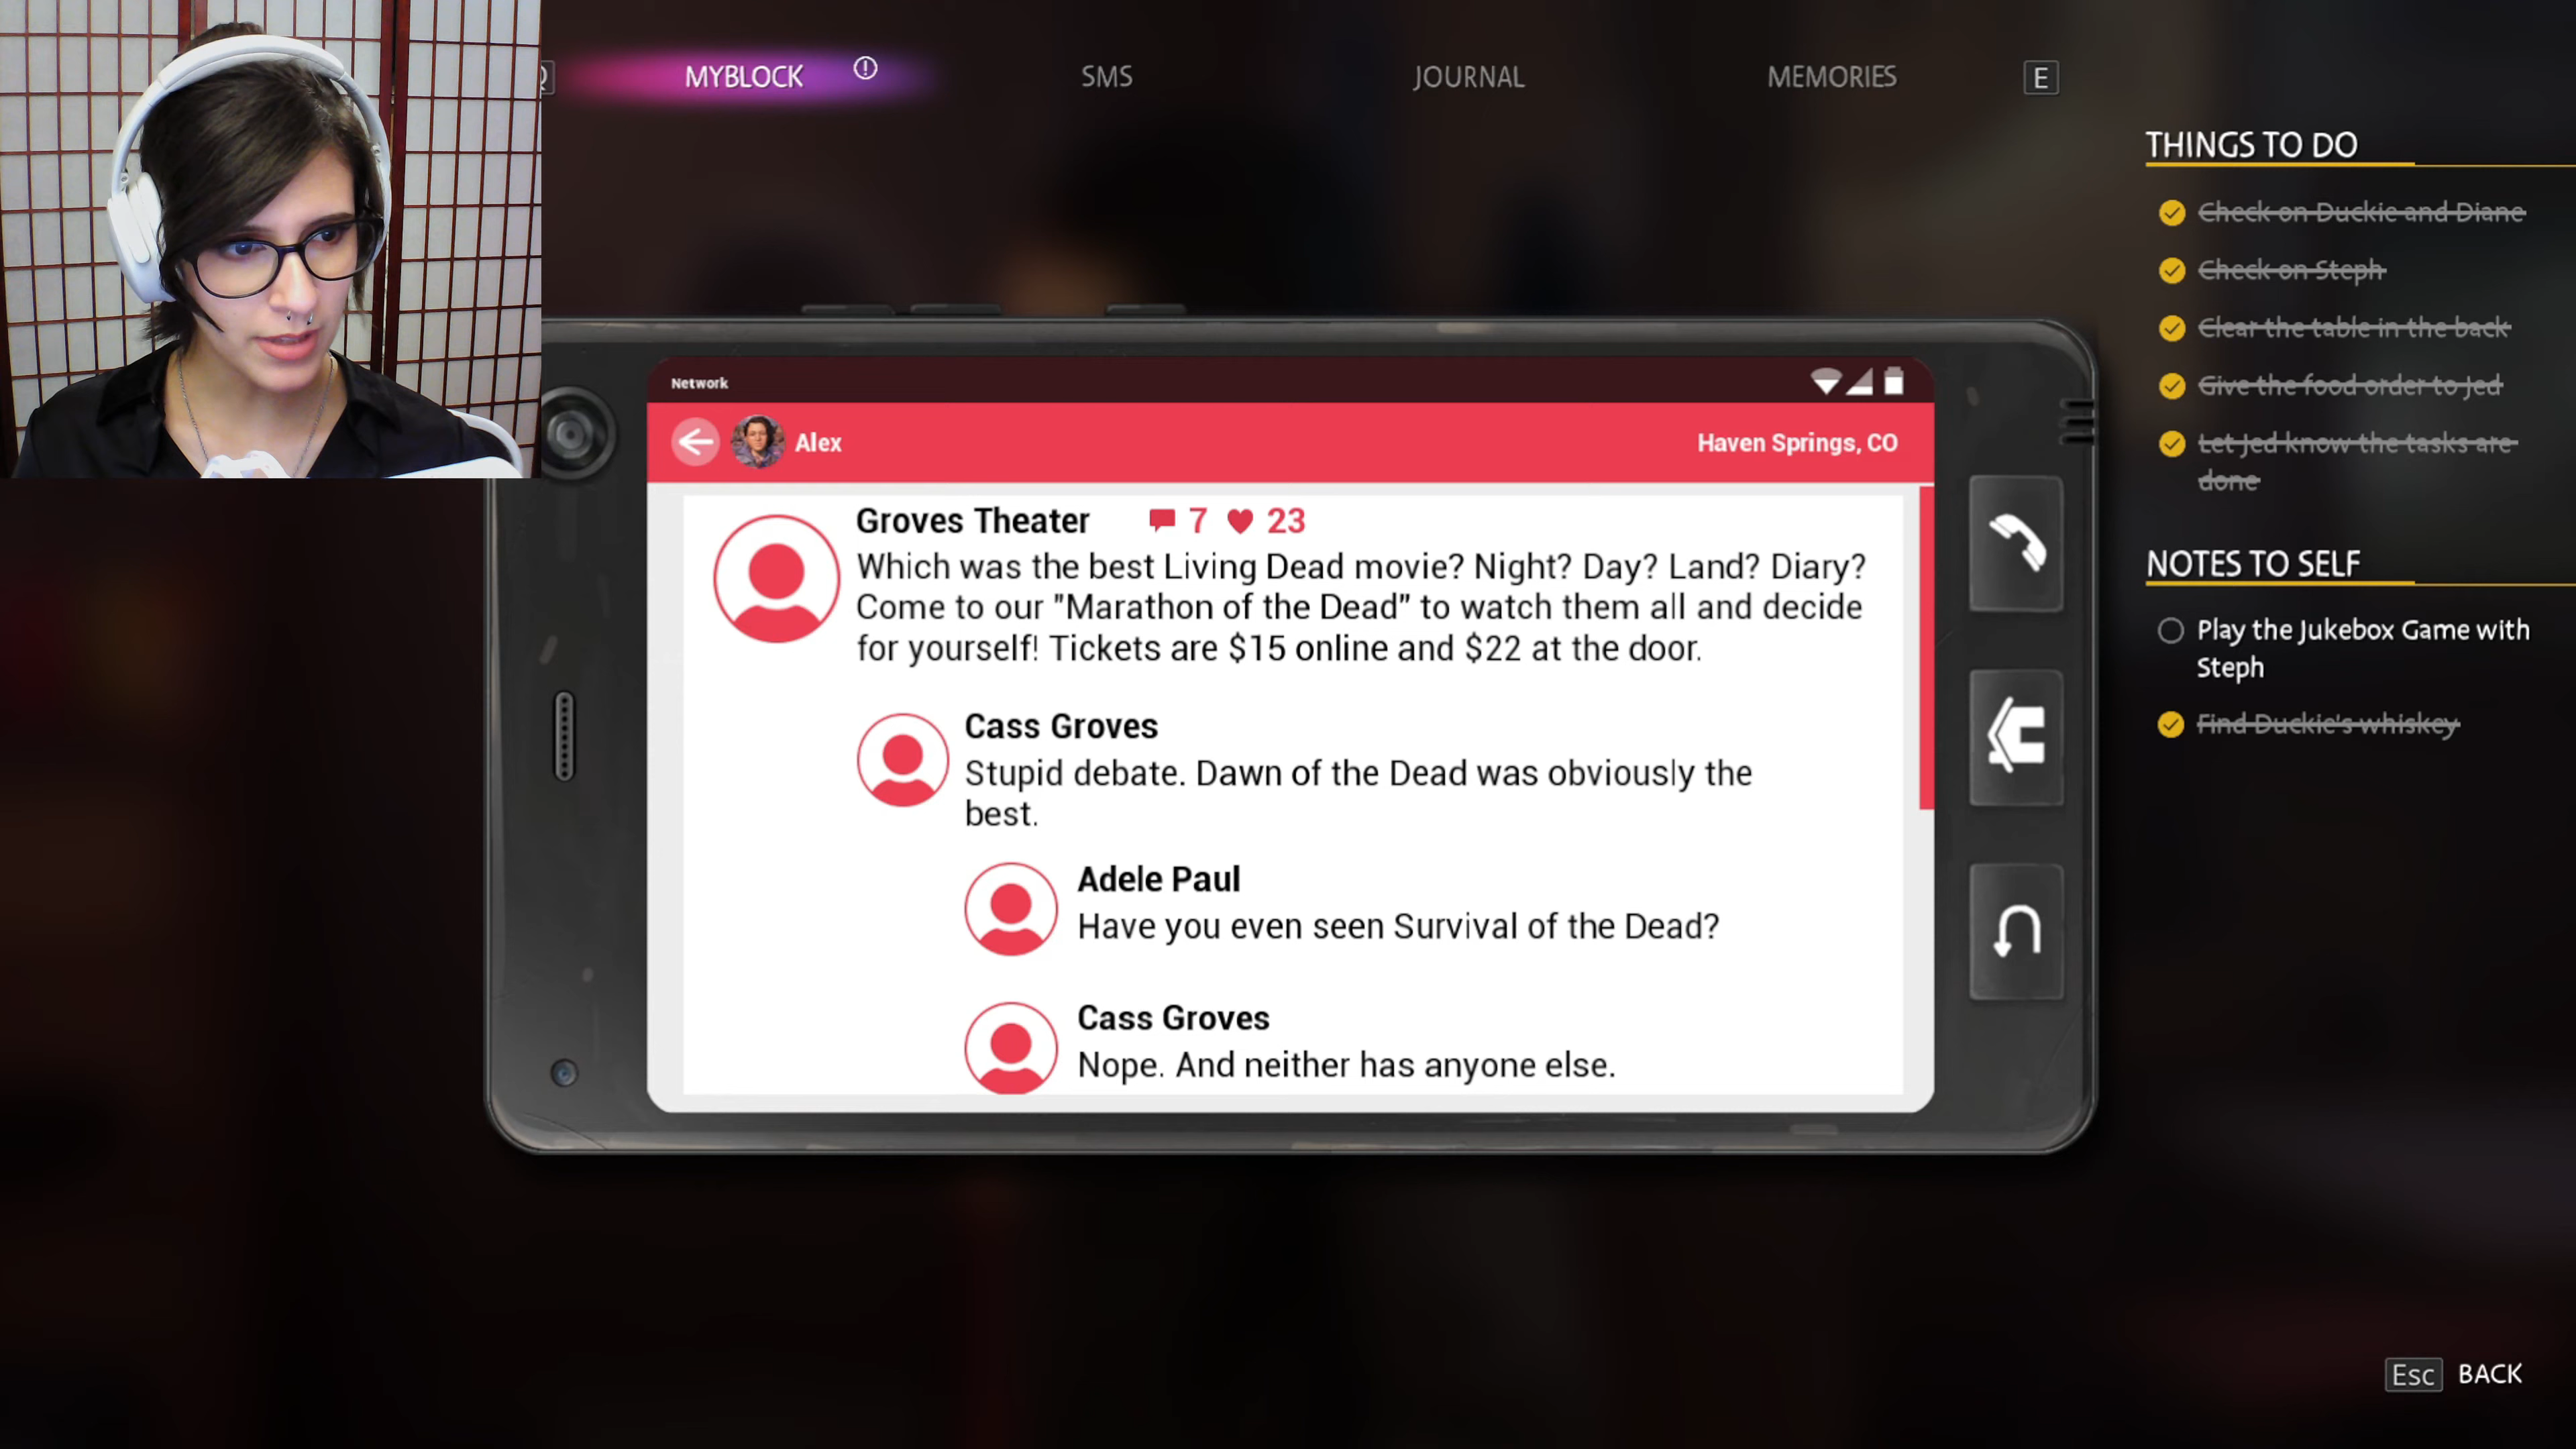 MYBLOCK
SMS
JOURNAL
MEMORIES
E
THINGS TO DO
Check on Duckie and Diane
Check on Steph
Clear the table in the back
Give the food order to Jed
Let Jed know the tasks are
done
NOTES TO SELF
Play the Jukebox Game with
Steph
Find Duckie's whiskey
Network
Alex
Haven Springs, CO
Groves Theater 7 23
Which was the best Living Dead movie? Night? Day? Land? Diary?
Come to our "Marathon of the Dead" to watch them all and decide
for yourself! Tickets are $15 online and $22 at the door.
Cass Groves
Stupid debate. Dawn of the Dead was obviously the
best.
Adele Paul
Have you even seen Survival of the Dead?
Cass Groves
Nope. And neither has anyone else.
Esc BACK